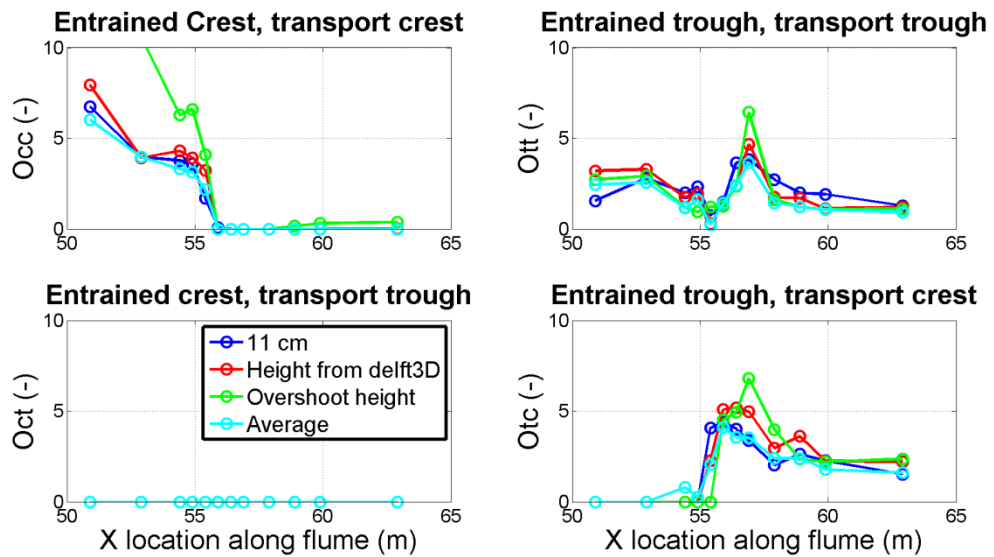 Entrained Crest, transport crest
Occ (-)
10
5
0
50 55 60 65
Entrained trough, transport trough
Ott (-)
10
5
0
50 55 60 65
Entrained crest, transport trough
Oct (-)
10
5
0
11 cm
Height from delft3D
Overshoot height
Average
50 55 60 65
X location along flume (m)
Entrained trough, transport crest
Otc (-)
10
5
0
50 55 60 65
X location along flume (m)